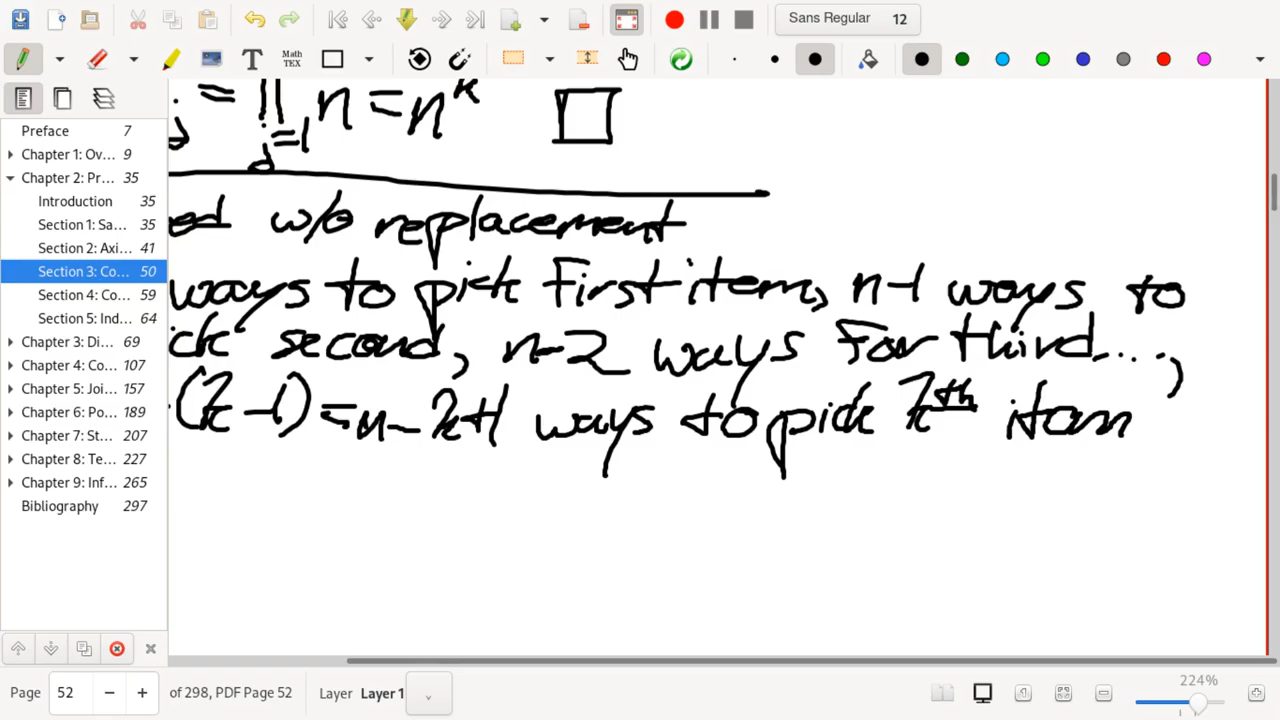 Sans Regular 12
Math TEX
Preface 7
Chapter 1: Ov... 9
Chapter 2: Pr... 35
Introduction 35
Section 1: Sa... 35
Section 2: Axi... 41
Section 3: Co... 50
Section 4: Co... 59
Section 5: Ind... 64
Chapter 3: Di... 69
Chapter 4: Co... 107
Chapter 5: Joi... 157
Chapter 6: Po... 189
Chapter 7: St... 207
Chapter 8: Te... 227
Chapter 9: Inf... 265
Bibliography 297
j = ∏ j=1 n = n^k □
ed w/o replacement
ways to pick first item, n-1 ways to
ick second, n-2 ways for third...,
(k-1) = n-k+1 ways to pick kth item
Page 52 of 298, PDF Page 52 Layer Layer 1 224%